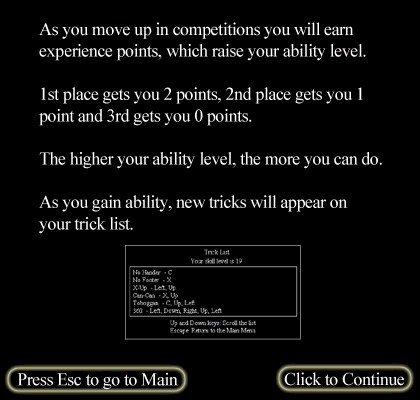 As you move up in competitions you will earn
experience points, which raise your ability level.
1st place gets you 2 points, 2nd place gets you 1
point and 3rd gets you 0 points.
The higher your ability level, the more you can do.
As you gain ability, new tricks will appear on
your trick list.
Trick List
Your skill level is 19
No Hander - C
No Footer - X
X-Up - Left, Up
Can-Can - X, Up
Toboggan - C, Up, Left
360 - Left, Down, Right, Up, Left
Up and Down keys: Scroll the list
Escape: Return to the Main Menu
Press Esc to go to Main
Click to Continue